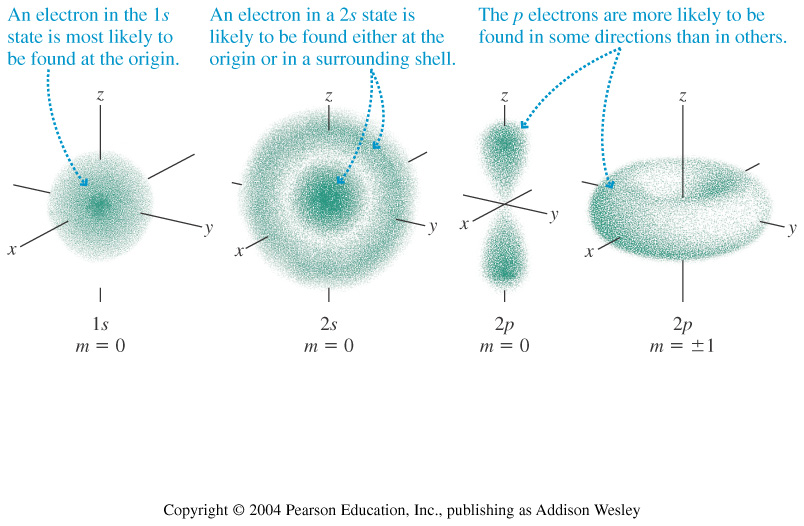 An electron in the 1s
state is most likely to
be found at the origin.
An electron in a 2s state is
likely to be found either at the
origin or in a surrounding shell.
The p electrons are more likely to be
found in some directions than in others.
z
y
x
1s
m = 0
z
y
x
2s
m = 0
z
y
x
2p
m = 0
z
y
x
2p
m = ±1
Copyright © 2004 Pearson Education, Inc., publishing as Addison Wesley